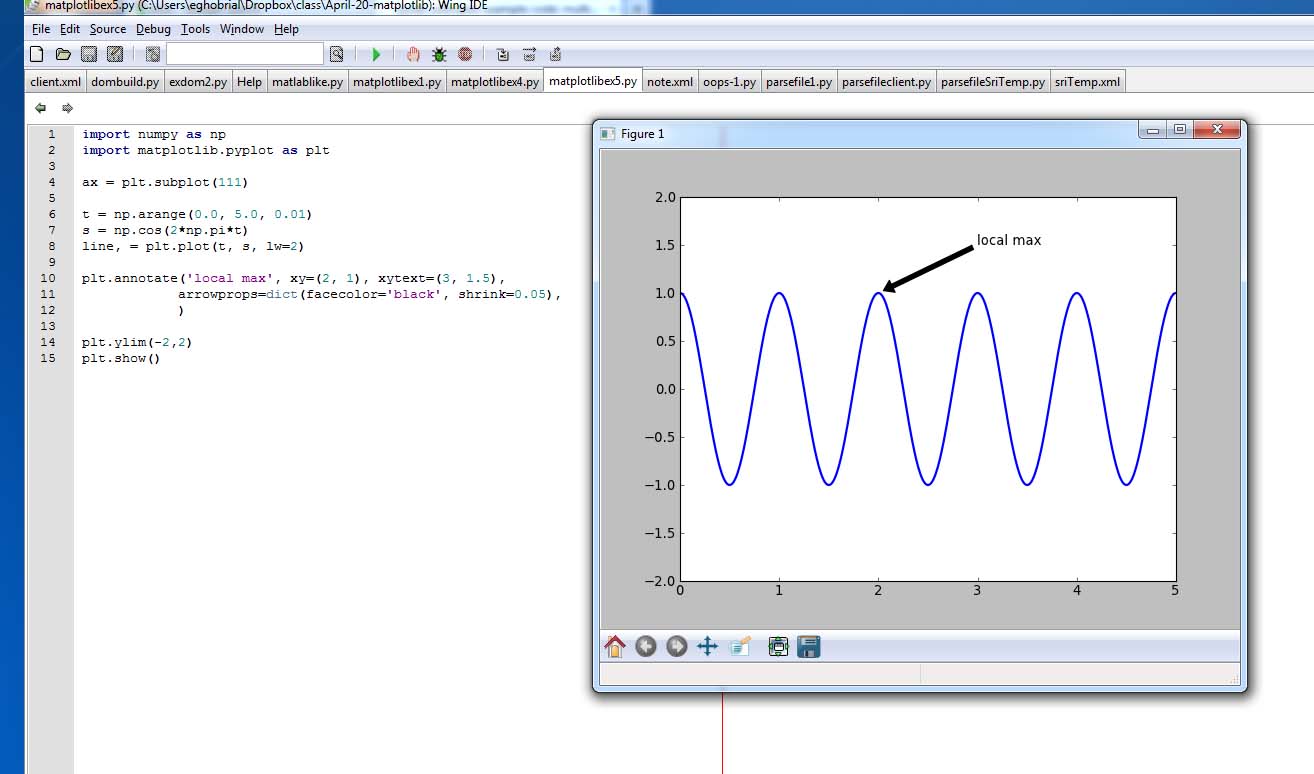 matplotlibex5.py (C:\Users\eghobrial\Dropbox\class\April-20-matplotlib): Wing IDE
File Edit Source Debug Tools Window Help
client.xml dombuild.py exdom2.py Help matlablike.py matplotlibex1.py matplotlibex4.py matplotlibex5.py note.xml oops-1.py parsefile1.py parsefileclient.py parsefileSriTemp.py sriTemp.xml
1 import numpy as np
2 import matplotlib.pyplot as plt
3
4 ax = plt.subplot(111)
5
6 t = np.arange(0.0, 5.0, 0.01)
7 s = np.cos(2*np.pi*t)
8 line, = plt.plot(t, s, lw=2)
9
10 plt.annotate('local max', xy=(2, 1), xytext=(3, 1.5),
11 arrowprops=dict(facecolor='black', shrink=0.05),
12 )
13
14 plt.ylim(-2,2)
15 plt.show()
Figure 1
2.0
local max
1.5
1.0
0.5
0.0
−0.5
−1.0
−1.5
−2.0
0 1 2 3 4 5